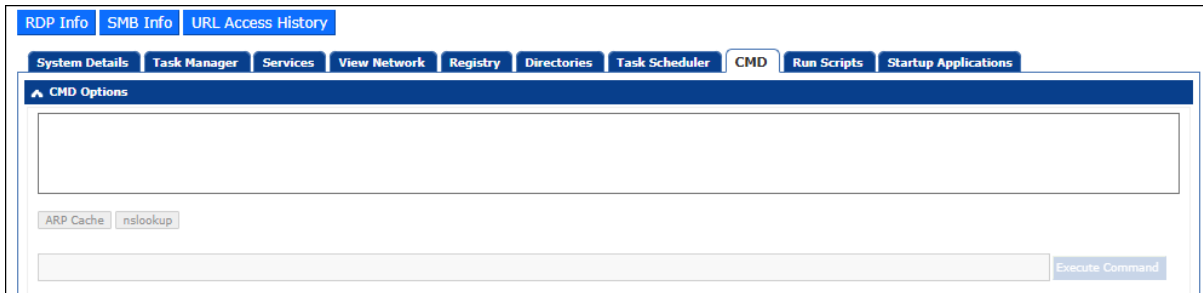 RDP Info SMB Info URL Access History
System Details Task Manager Services View Network Registry Directories Task Scheduler CMD Run Scripts Startup Applications
CMD Options
ARP Cache nslookup
Execute Command